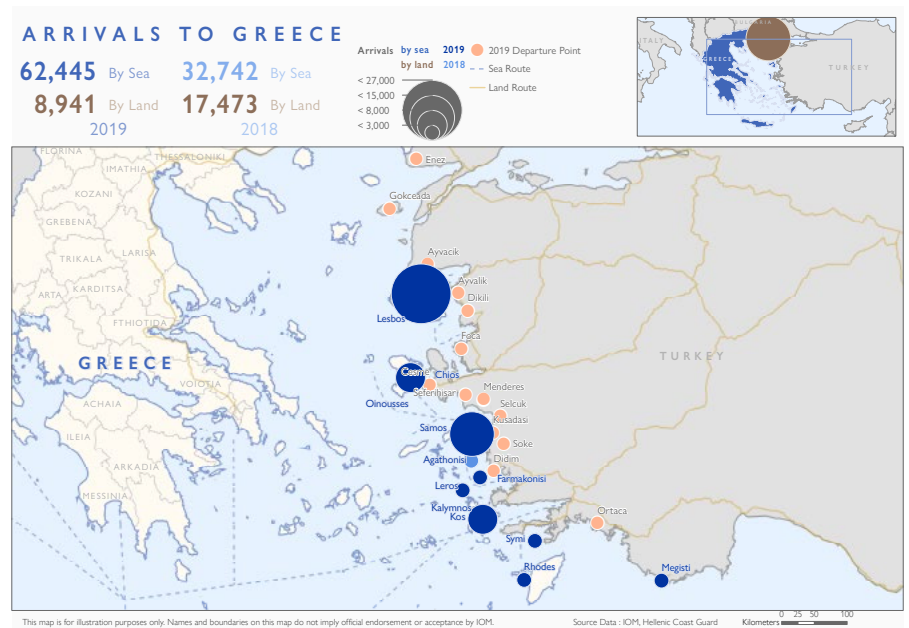 ARRIVALS TO GREECE
62,445 By Sea 32,742 By Sea
8,941 By Land 17,473 By Land
2019 2018
Arrivals by sea 2019 2019 Departure Point
by land 2018 Sea Route
Land Route
< 27,000
< 15,000
< 8,000
< 3,000
ITALY
BULGARIA
GREECE
TURKEY
FLORINA
THESSALONIKI
IMATHIA
KOZANI
GREBENA
TRIKALA
LARISA
KARDITSA
ARTA
FTHIOTIDA
GREECE
VOIOTIA
ACHAIA
ILEIA
ARKADIA
MESSINIA
Enez
Gokceada
Ayvacik
Ayvalik
Dikili
Lesbos
Foca
TURKEY
Cesme
Chios
Seferihisari
Menderes
Oinousses
Selcuk
Kusadasi
Samos
Soke
Agathonisi
Didim
Farmakonisi
Leros
Kalymnos
Kos
Ortaca
Symi
Rhodes
Megisti
This map is for illustration purposes only. Names and boundaries on this map do not imply official endorsement or acceptance by IOM.
Source Data : IOM, Hellenic Coast Guard
Kilometers 0 25 50 100